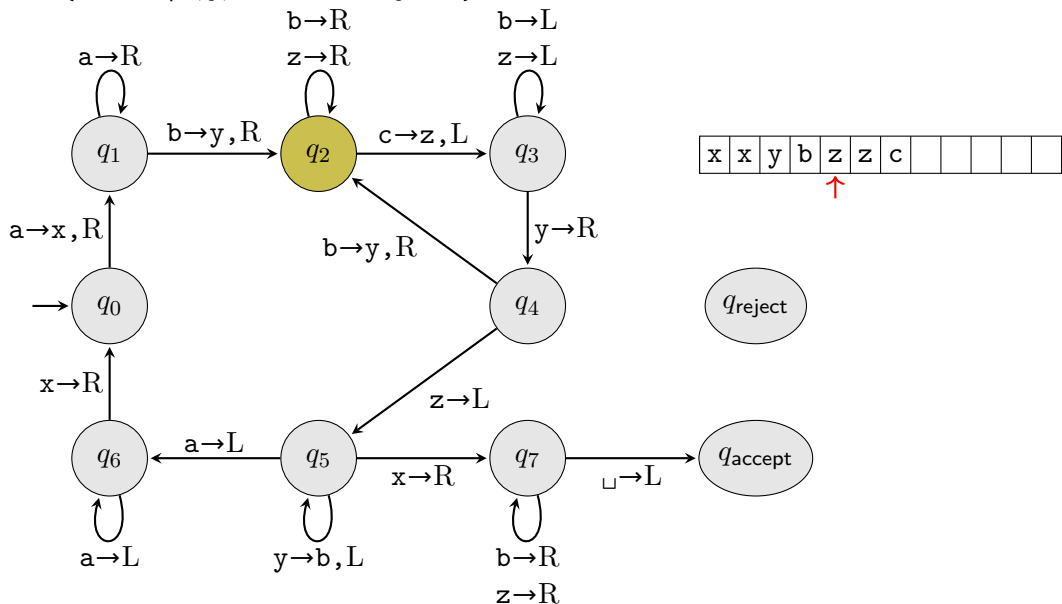 b→R b→L
a→R z→R z→L
q1 b→y,R q2 c→z,L q3 x x y b z z c
a→x,R b→y,R y→R
q0 q4 qreject
x→R z→L
q6 a→L q5 x→R q7 ␣→L qaccept
a→L y→b,L b→R
z→R